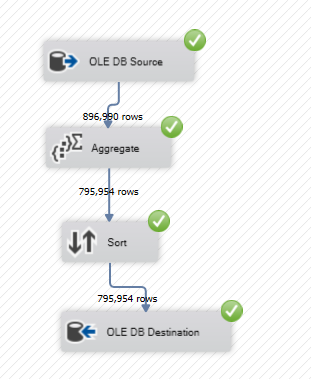 OLE DB Source
896,990 rows
Aggregate
795,954 rows
Sort
795,954 rows
OLE DB Destination